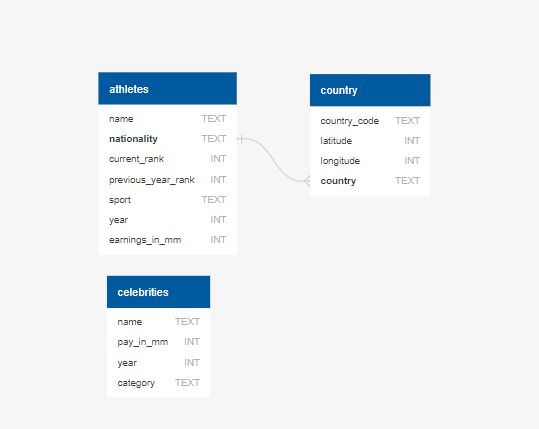 athletes
name TEXT
nationality TEXT
current_rank INT
previous_year_rank INT
sport TEXT
year INT
earnings_in_mm INT
country
country_code TEXT
latitude INT
longitude INT
country TEXT
celebrities
name TEXT
pay_in_mm INT
year INT
category TEXT